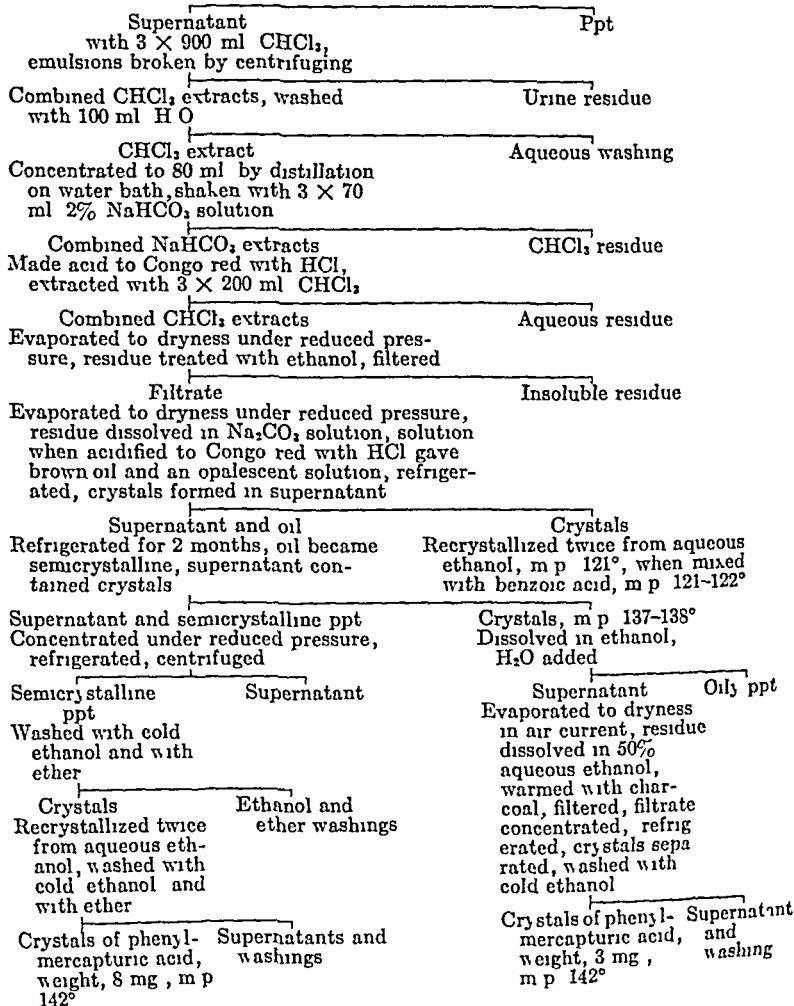 Supernatant
with 3 × 900 ml CHCl₃,
emulsions broken by centrifuging
Ppt
Combined CHCl₃ extracts, washed
with 100 ml H O
Urine residue
CHCl₃ extract
Concentrated to 80 ml by distillation
on water bath, shaken with 3 × 70
ml 2% NaHCO₃ solution
Aqueous washing
Combined NaHCO₃ extracts
Made acid to Congo red with HCl,
extracted with 3 × 200 ml CHCl₃
CHCl₃ residue
Combined CHCl₃ extracts
Evaporated to dryness under reduced pres-
sure, residue treated with ethanol, filtered
Aqueous residue
Filtrate
Evaporated to dryness under reduced pressure,
residue dissolved in Na₂CO₃ solution, solution
when acidified to Congo red with HCl gave
brown oil and an opalescent solution, refriger-
ated, crystals formed in supernatant
Insoluble residue
Supernatant and oil
Refrigerated for 2 months, oil became
semicrystalline, supernatant con-
tained crystals
Crystals
Recrystallized twice from aqueous
ethanol, m p 121°, when mixed
with benzoic acid, m p 121–122°
Supernatant and semicrystalline ppt
Concentrated under reduced pressure,
refrigerated, centrifuged
Crystals, m p 137–138°
Dissolved in ethanol,
H₂O added
Semicrystalline
ppt
Washed with cold
ethanol and with
ether
Supernatant
Supernatant
Evaporated to dryness
in air current, residue
dissolved in 50%
aqueous ethanol,
warmed with char-
coal, filtered, filtrate
concentrated, refrig
erated, crystals sepa
rated, washed with
cold ethanol
Oily ppt
Crystals
Recrystallized twice
from aqueous eth-
anol, washed with
cold ethanol and
with ether
Ethanol and
ether washings
Crystals of phenyl-
mercapturic acid,
weight, 8 mg , m p
142°
Supernatants and
washings
Crystals of phenyl-
mercapturic acid,
weight, 3 mg ,
m p 142°
Supernatant
and
washing